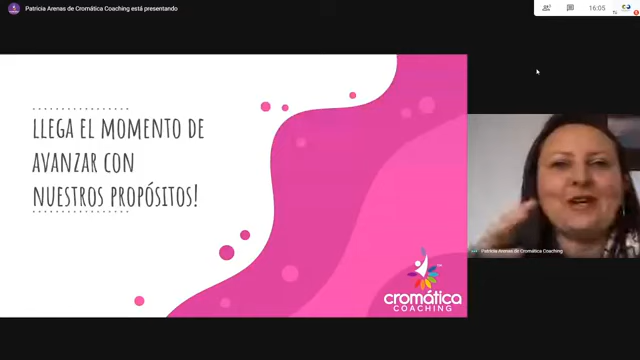 Patricia Arenas de Cromática Coaching está presentando
16:05
LLEGA EL MOMENTO DE
AVANZAR CON
NUESTROS PROPÓSITOS!
cromática
COACHING
Patricia Arenas de Cromática Coaching